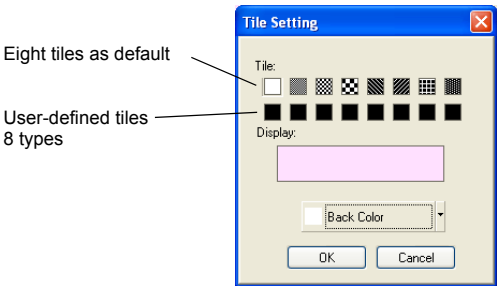 Tile Setting
Eight tiles as default
Tile:
User-defined tiles
8 types
Display:
Back Color
OK
Cancel